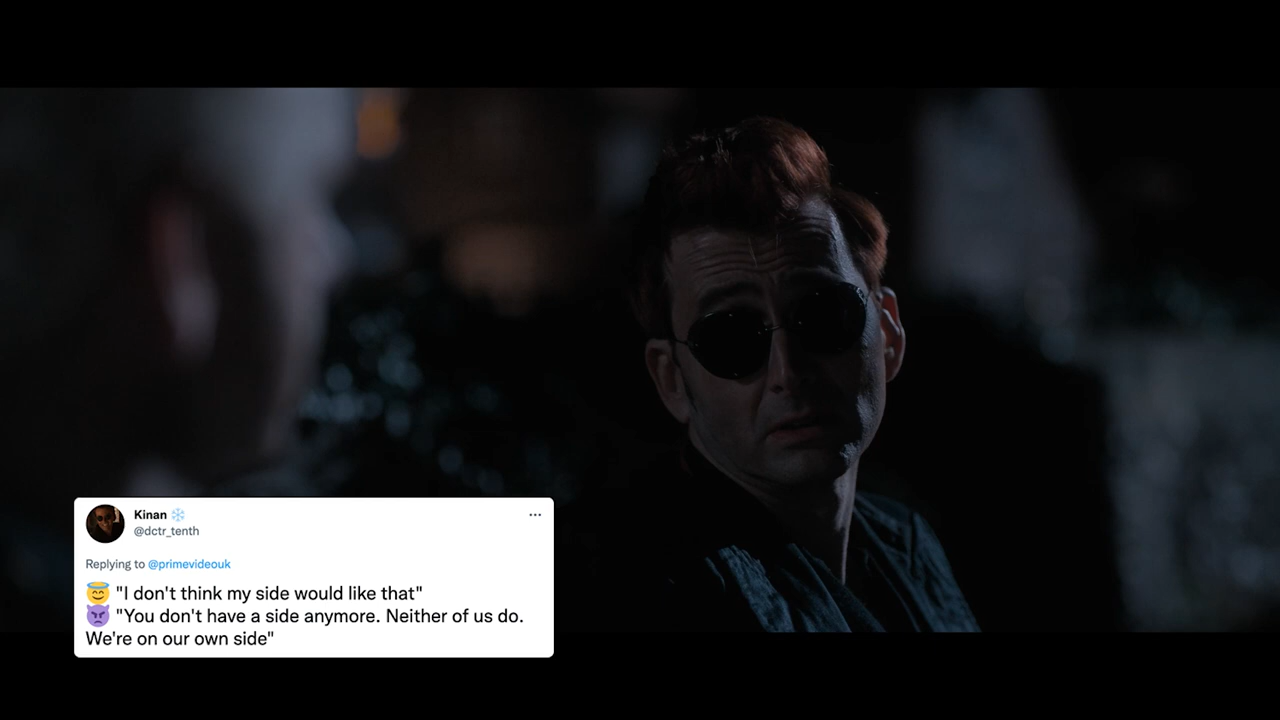 Kinan ❄️
@dctr_tenth
Replying to @primevideouk
😇 "I don't think my side would like that"
👿 "You don't have a side anymore. Neither of us do.
We're on our own side"